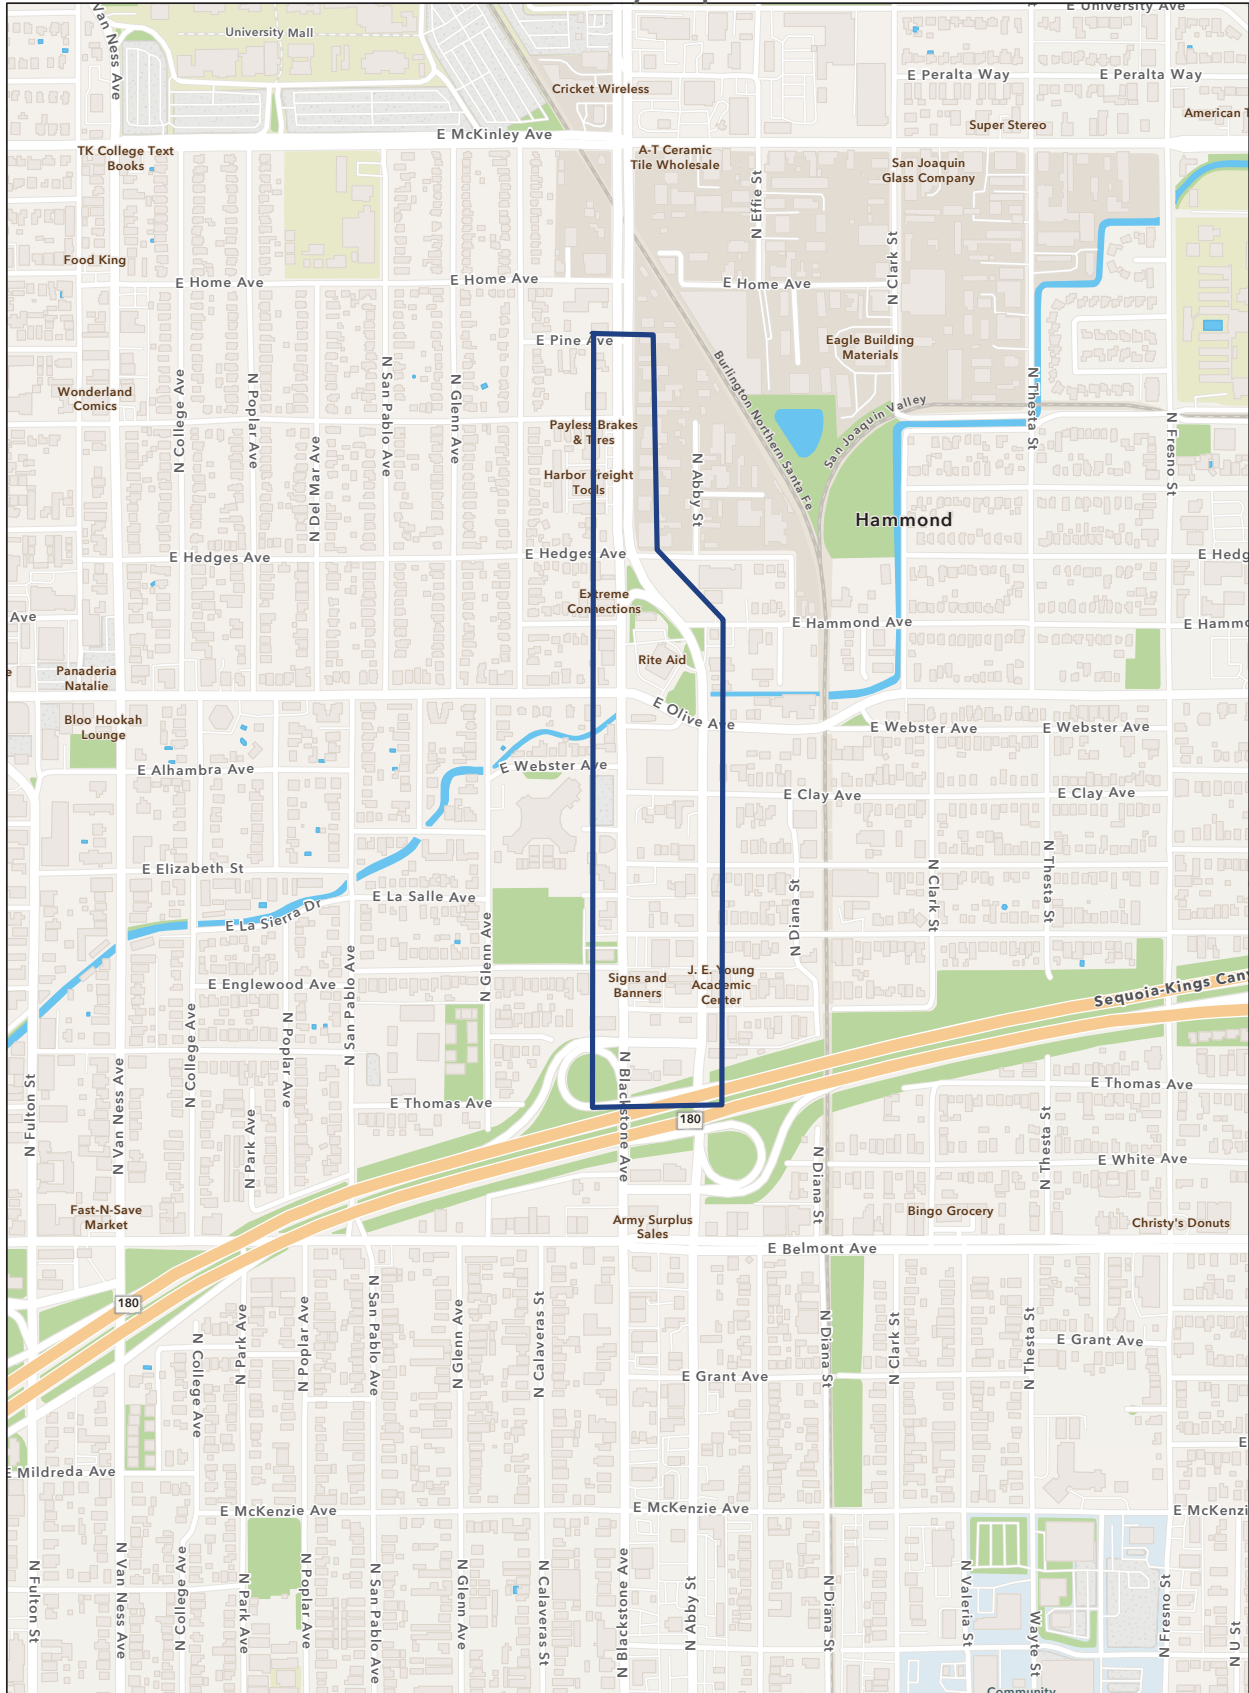 E University Ave
Van Ness Ave
University Mall
E Peralta Way
E Peralta Way
Cricket Wireless
American T
Super Stereo
E McKinley Ave
TK College Text
Books
A-T Ceramic
Tile Wholesale
San Joaquin
Glass Company
N Effie St
N Clark St
Food King
E Home Ave
E Home Ave
E Home Ave
E Pine Ave
Eagle Building
Materials
Burlington Northern Santa Fe
San Joaquin Valley
Wonderland
Comics
N College Ave
N Poplar Ave
N Del Mar Ave
N San Pablo Ave
N Glenn Ave
Payless Brakes
& Tires
Harbor Freight
Tools
N Abby St
N Thesta St
N Fresno St
Hammond
E Hedges Ave
E Hedges Ave
E Hedg
Extreme
Connections
Ave
E Hammond Ave
E Hammo
Rite Aid
Panaderia
Natalie
e
Bloo Hookah
Lounge
E Olive Ave
E Webster Ave
E Webster Ave
E Alhambra Ave
E Webster Ave
E Clay Ave
E Clay Ave
E Elizabeth St
E La Salle Ave
E La Sierra Dr
N Glenn Ave
N Diana St
N Clark St
N Thesta St
Signs and
Banners
J. E. Young
Academic
Center
E Englewood Ave
N San Pablo Ave
Sequoia-Kings Cany
N College Ave
N Poplar Ave
N Fulton St
N Van Ness Ave
N Park Ave
E Thomas Ave
N Blackstone Ave
180
E Thomas Ave
N Diana St
N Thesta St
E White Ave
Fast-N-Save
Market
Army Surplus
Sales
Bingo Grocery
Christy's Donuts
E Belmont Ave
180
N College Ave
N Park Ave
N Poplar Ave
N San Pablo Ave
N Glenn Ave
N Calaveras St
N Diana St
N Clark St
N Thesta St
E Grant Ave
E Grant Ave
E Mildreda Ave
E
E McKenzie Ave
E McKenzie Ave
E McKenzi
N Fulton St
N Van Ness Ave
N College Ave
N Park Ave
N Poplar Ave
N San Pablo Ave
N Glenn Ave
N Calaveras St
N Blackstone Ave
N Abby St
N Diana St
N Valeria St
Wayte St
N Fresno St
N U St
Community